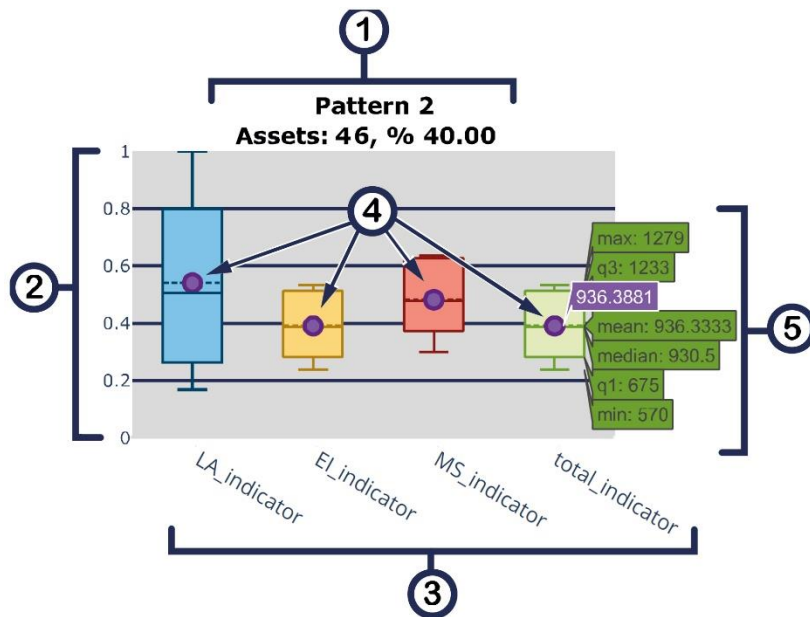 1
Pattern 2
Assets: 46, % 40.00
1
0.8
0.6
0.4
0.2
0
2
4
max: 1279
q3: 1233
936.3881
mean: 936.3333
median: 930.5
q1: 675
min: 570
5
LA_indicator
EI_indicator
MS_indicator
total_indicator
3